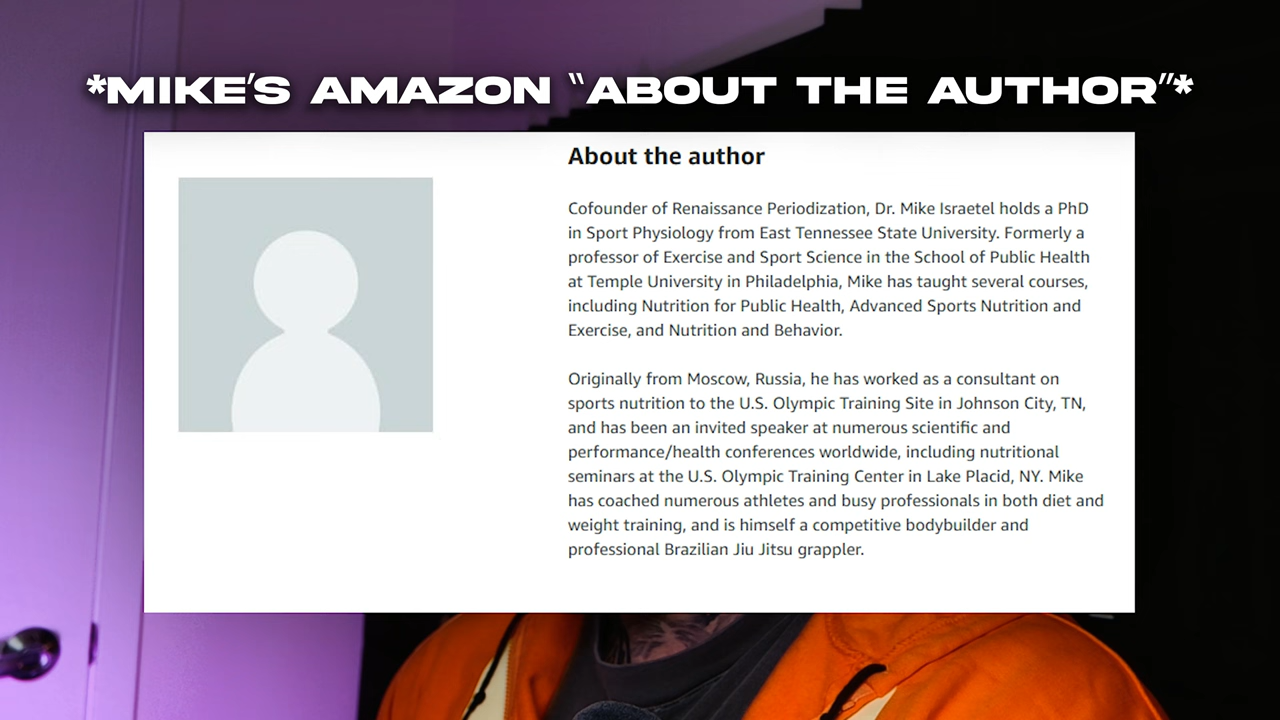 *MIKE'S AMAZON "ABOUT THE AUTHOR"*
About the author
Cofounder of Renaissance Periodization, Dr. Mike Israetel holds a PhD
in Sport Physiology from East Tennessee State University. Formerly a
professor of Exercise and Sport Science in the School of Public Health
at Temple University in Philadelphia, Mike has taught several courses,
including Nutrition for Public Health, Advanced Sports Nutrition and
Exercise, and Nutrition and Behavior.
Originally from Moscow, Russia, he has worked as a consultant on
sports nutrition to the U.S. Olympic Training Site in Johnson City, TN,
and has been an invited speaker at numerous scientific and
performance/health conferences worldwide, including nutritional
seminars at the U.S. Olympic Training Center in Lake Placid, NY. Mike
has coached numerous athletes and busy professionals in both diet and
weight training, and is himself a competitive bodybuilder and
professional Brazilian Jiu Jitsu grappler.